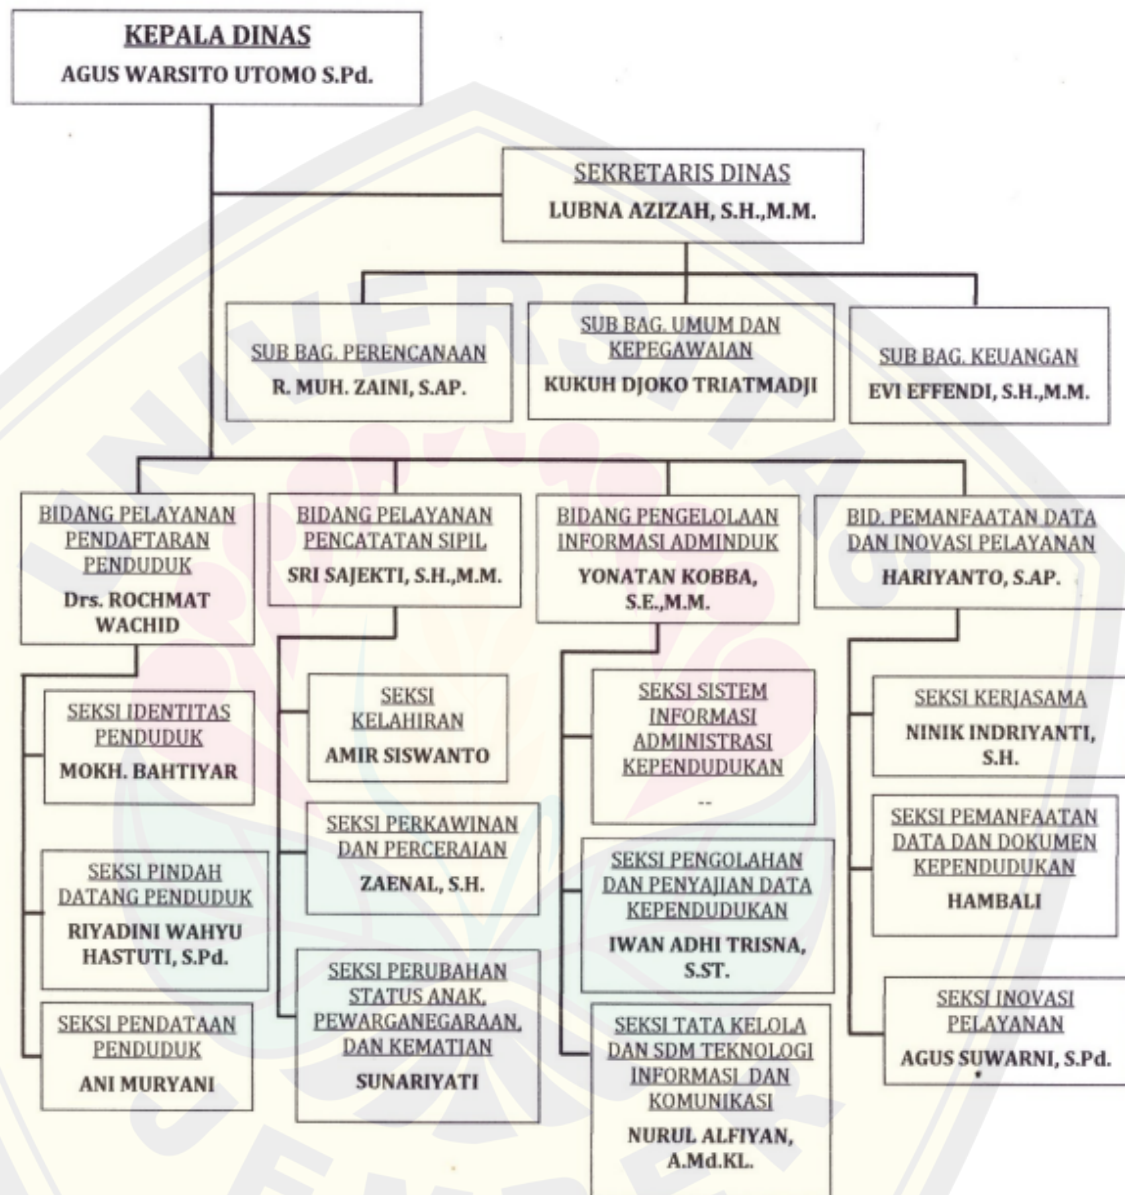 KEPALA DINAS
AGUS WARSITO UTOMO S.Pd.
SEKRETARIS DINAS
LUBNA AZIZAH, S.H.,M.M.
SUB BAG. PERENCANAAN
R. MUH. ZAINI, S.AP.
SUB BAG. UMUM DAN
KEPEGAWAIAN
KUKUH DJOKO TRIATMADJI
SUB BAG. KEUANGAN
EVI EFFENDI, S.H.,M.M.
BIDANG PELAYANAN
PENDAFTARAN
PENDUDUK
Drs. ROCHMAT
WACHID
BIDANG PELAYANAN
PENCATATAN SIPIL
SRI SAJEKTI, S.H.,M.M.
BIDANG PENGELOLAAN
INFORMASI ADMINDUK
YONATAN KOBBA,
S.E.,M.M.
BID. PEMANFAATAN DATA
DAN INOVASI PELAYANAN
HARIYANTO, S.AP.
SEKSI IDENTITAS
PENDUDUK
MOKH. BAHTIYAR
SEKSI PINDAH
DATANG PENDUDUK
RIYADINI WAHYU
HASTUTI, S.Pd.
SEKSI PENDATAAN
PENDUDUK
ANI MURYANI
SEKSI
KELAHIRAN
AMIR SISWANTO
SEKSI PERKAWINAN
DAN PERCERAIAN
ZAENAL, S.H.
SEKSI PERUBAHAN
STATUS ANAK,
PEWARGANEGARAAN,
DAN KEMATIAN
SUNARIYATI
SEKSI SISTEM
INFORMASI
ADMINISTRASI
KEPENDUDUKAN
--
SEKSI PENGOLAHAN
DAN PENYAJIAN DATA
KEPENDUDUKAN
IWAN ADHI TRISNA,
S.ST.
SEKSI TATA KELOLA
DAN SDM TEKNOLOGI
INFORMASI DAN
KOMUNIKASI
NURUL ALFIYAN,
A.Md.KL.
SEKSI KERJASAMA
NINIK INDRIYANTI,
S.H.
SEKSI PEMANFAATAN
DATA DAN DOKUMEN
KEPENDUDUKAN
HAMBALI
SEKSI INOVASI
PELAYANAN
AGUS SUWARNI, S.Pd.
UNIVERSITAS
JEMBER